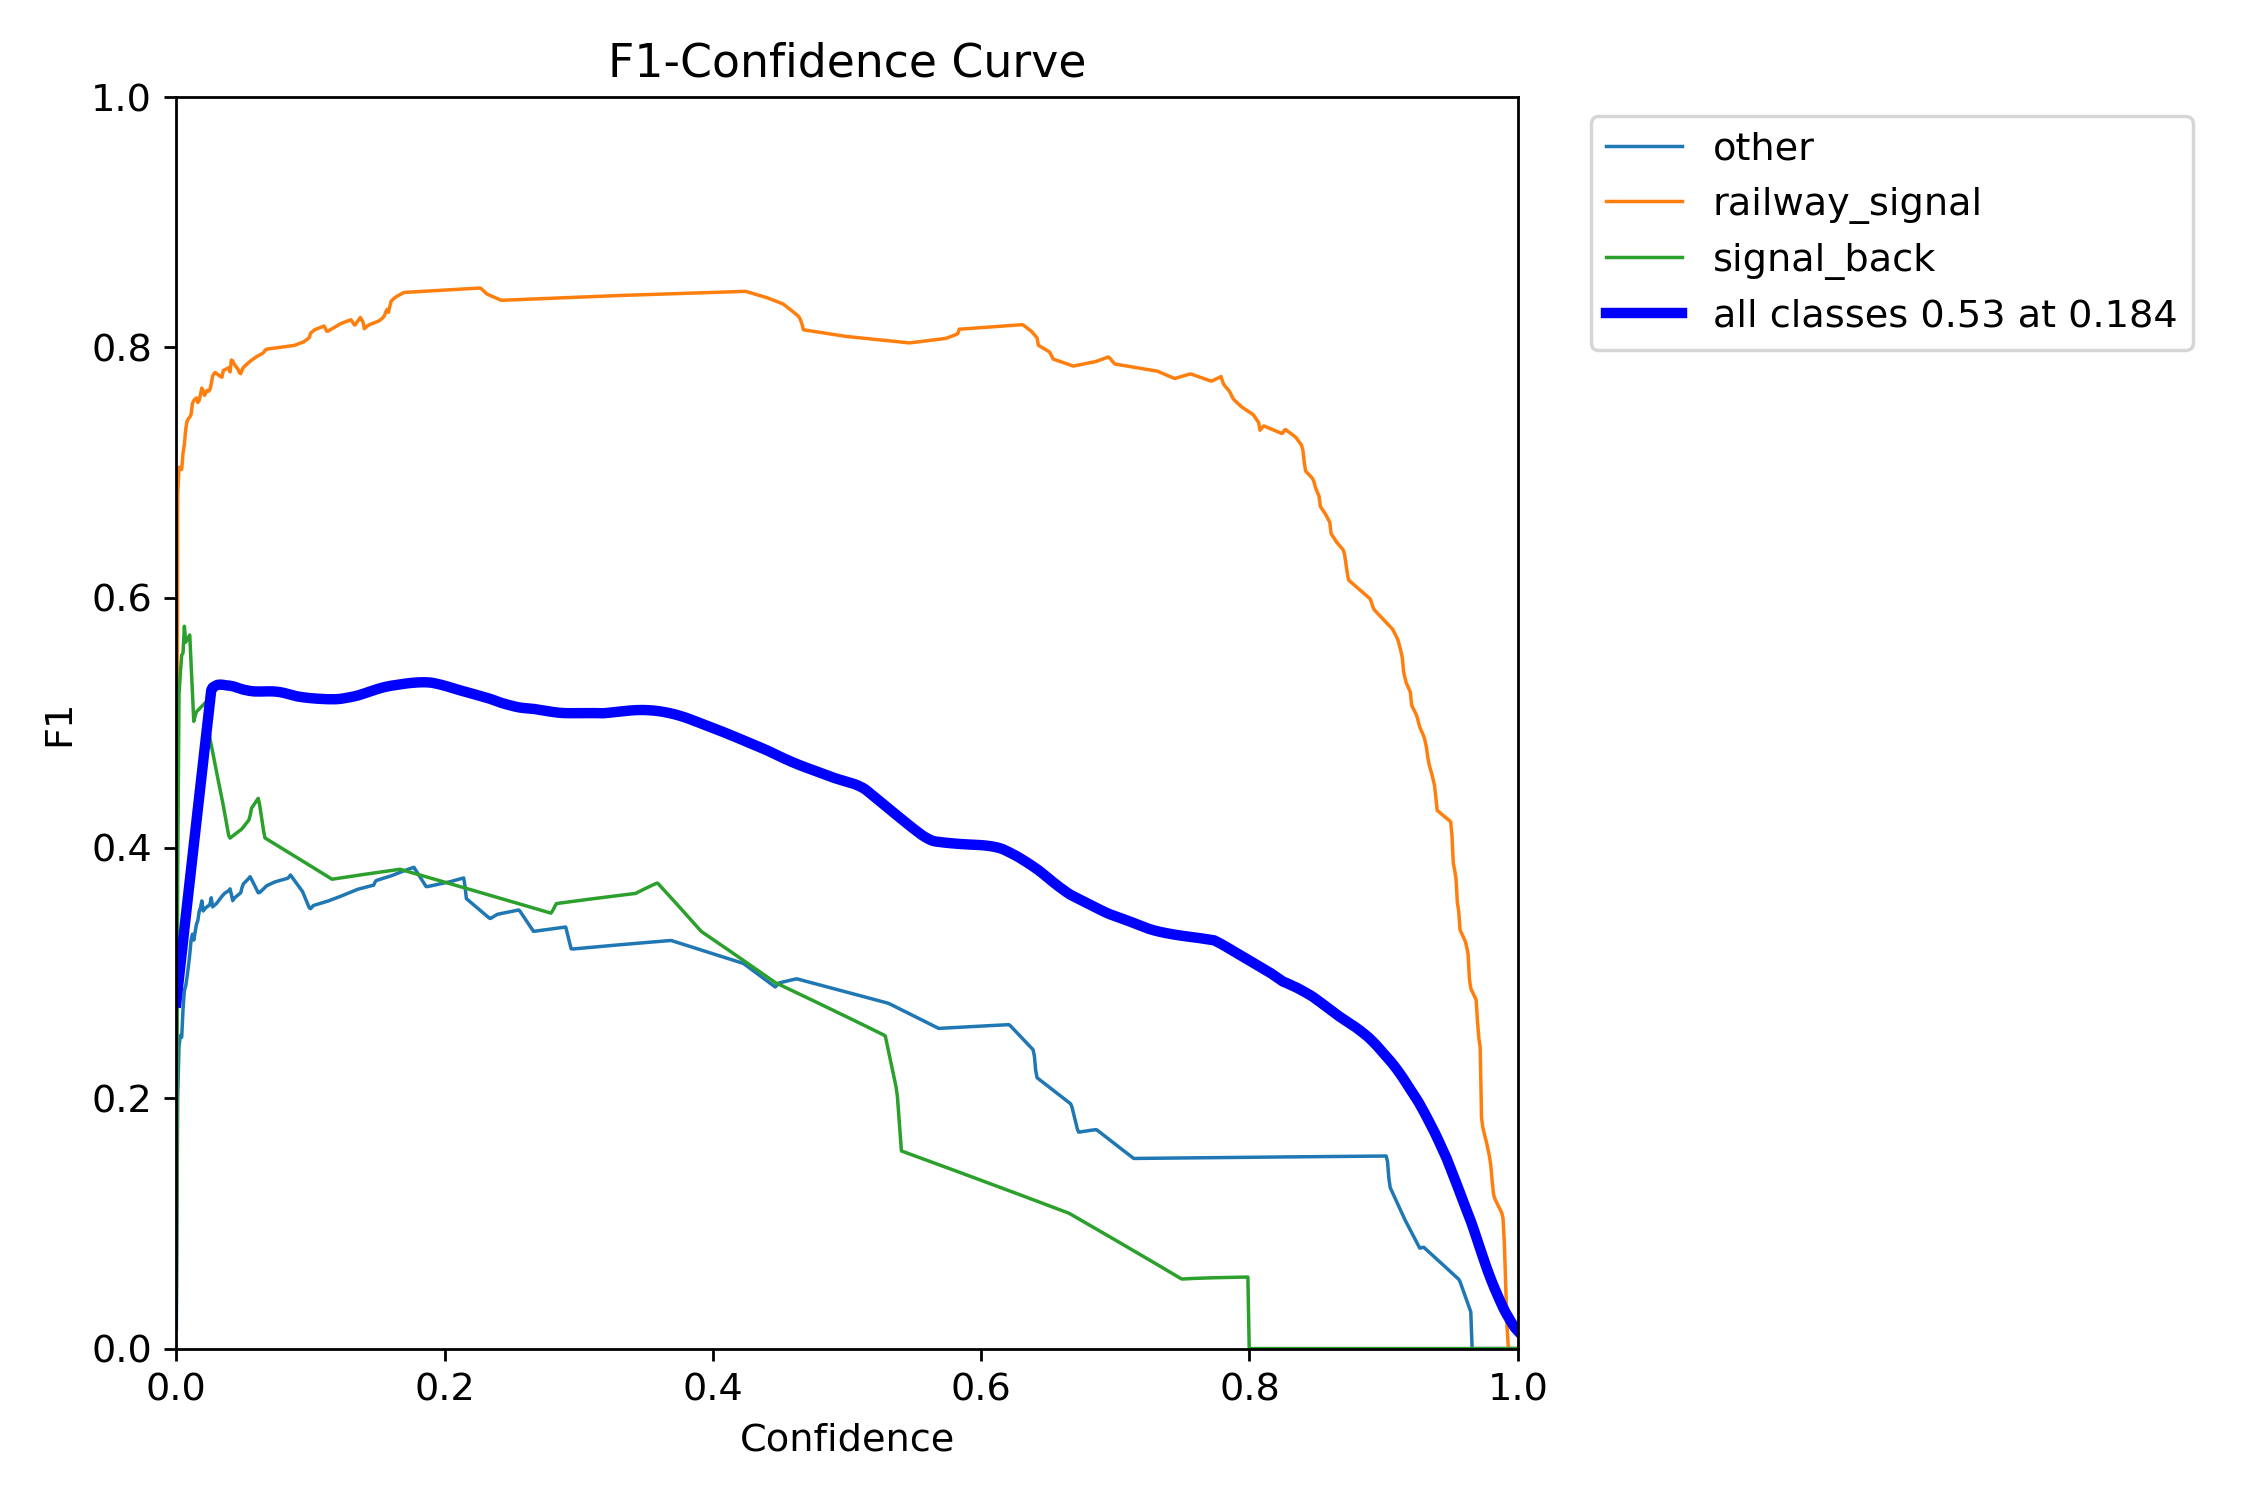 F1-Confidence Curve
1.0
0.8
0.6
0.4
0.2
0.0
F1
0.0 0.2 0.4 0.6 0.8 1.0
Confidence
other
railway_signal
signal_back
all classes 0.53 at 0.184